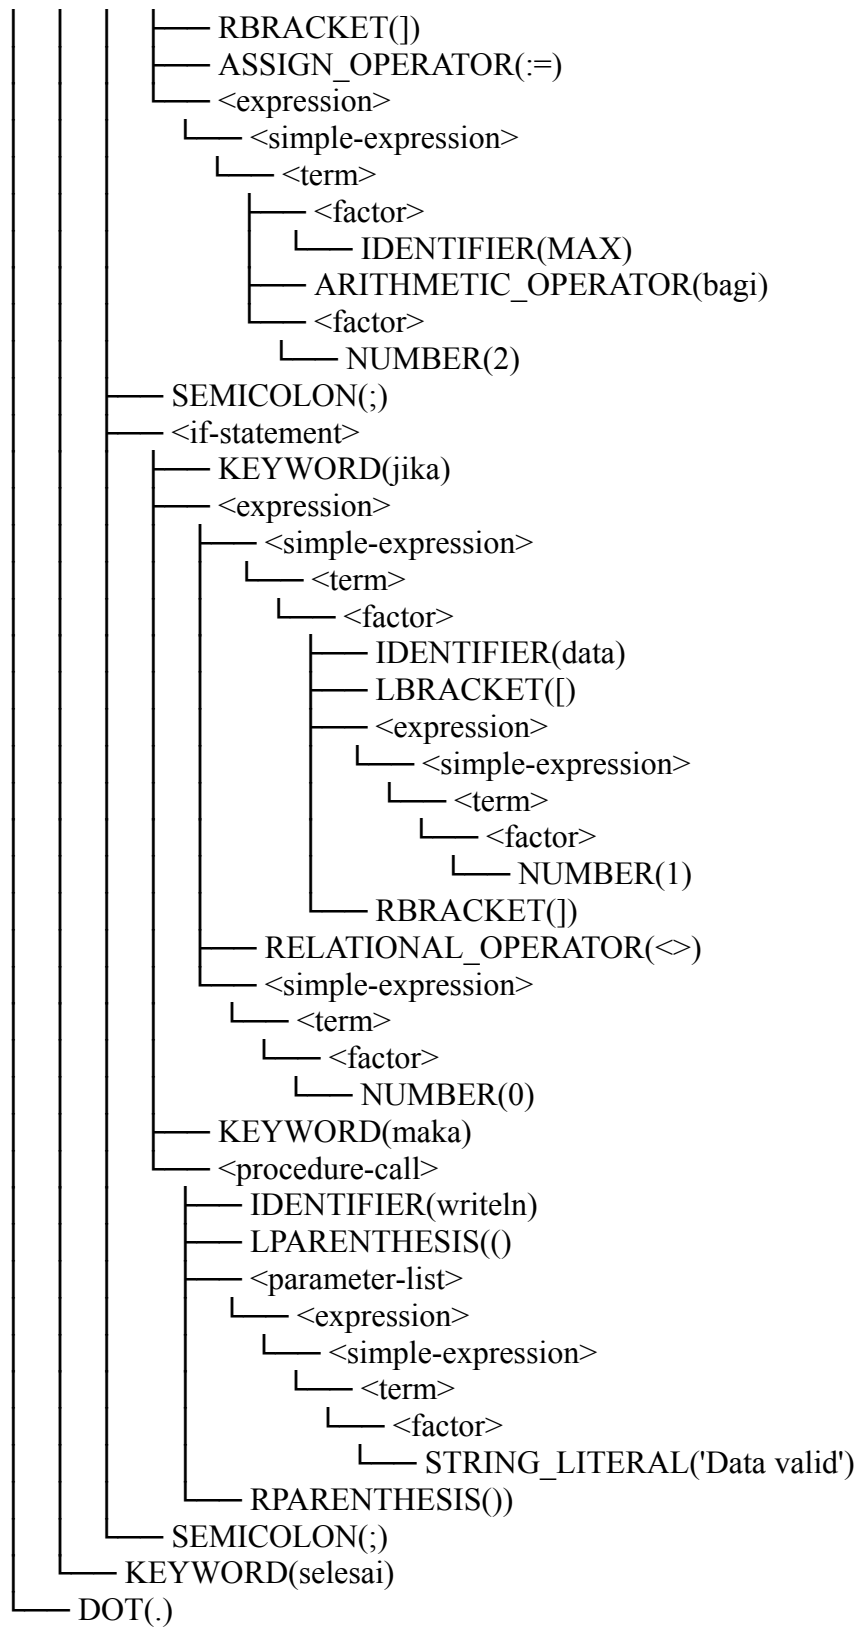 RBRACKET(])
ASSIGN_OPERATOR(:=)
<expression>
<simple-expression>
<term>
<factor>
IDENTIFIER(MAX)
ARITHMETIC_OPERATOR(bagi)
<factor>
NUMBER(2)
SEMICOLON(;)
<if-statement>
KEYWORD(jika)
<expression>
<simple-expression>
<term>
<factor>
IDENTIFIER(data)
LBRACKET([)
<expression>
<simple-expression>
<term>
<factor>
NUMBER(1)
RBRACKET(])
RELATIONAL_OPERATOR(<>)
<simple-expression>
<term>
<factor>
NUMBER(0)
KEYWORD(maka)
<procedure-call>
IDENTIFIER(writeln)
LPARENTHESIS(()
<parameter-list>
<expression>
<simple-expression>
<term>
<factor>
STRING_LITERAL('Data valid')
RPARENTHESIS())
SEMICOLON(;)
KEYWORD(selesai)
DOT(.)